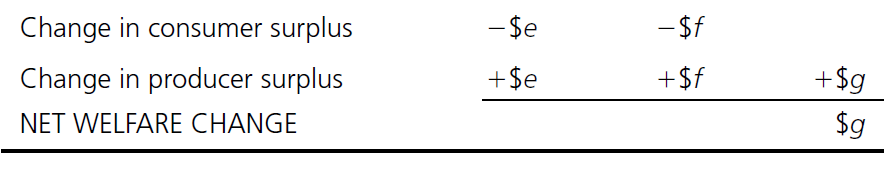 Change in consumer surplus −$e −$f
Change in producer surplus +$e +$f +$g
NET WELFARE CHANGE $g